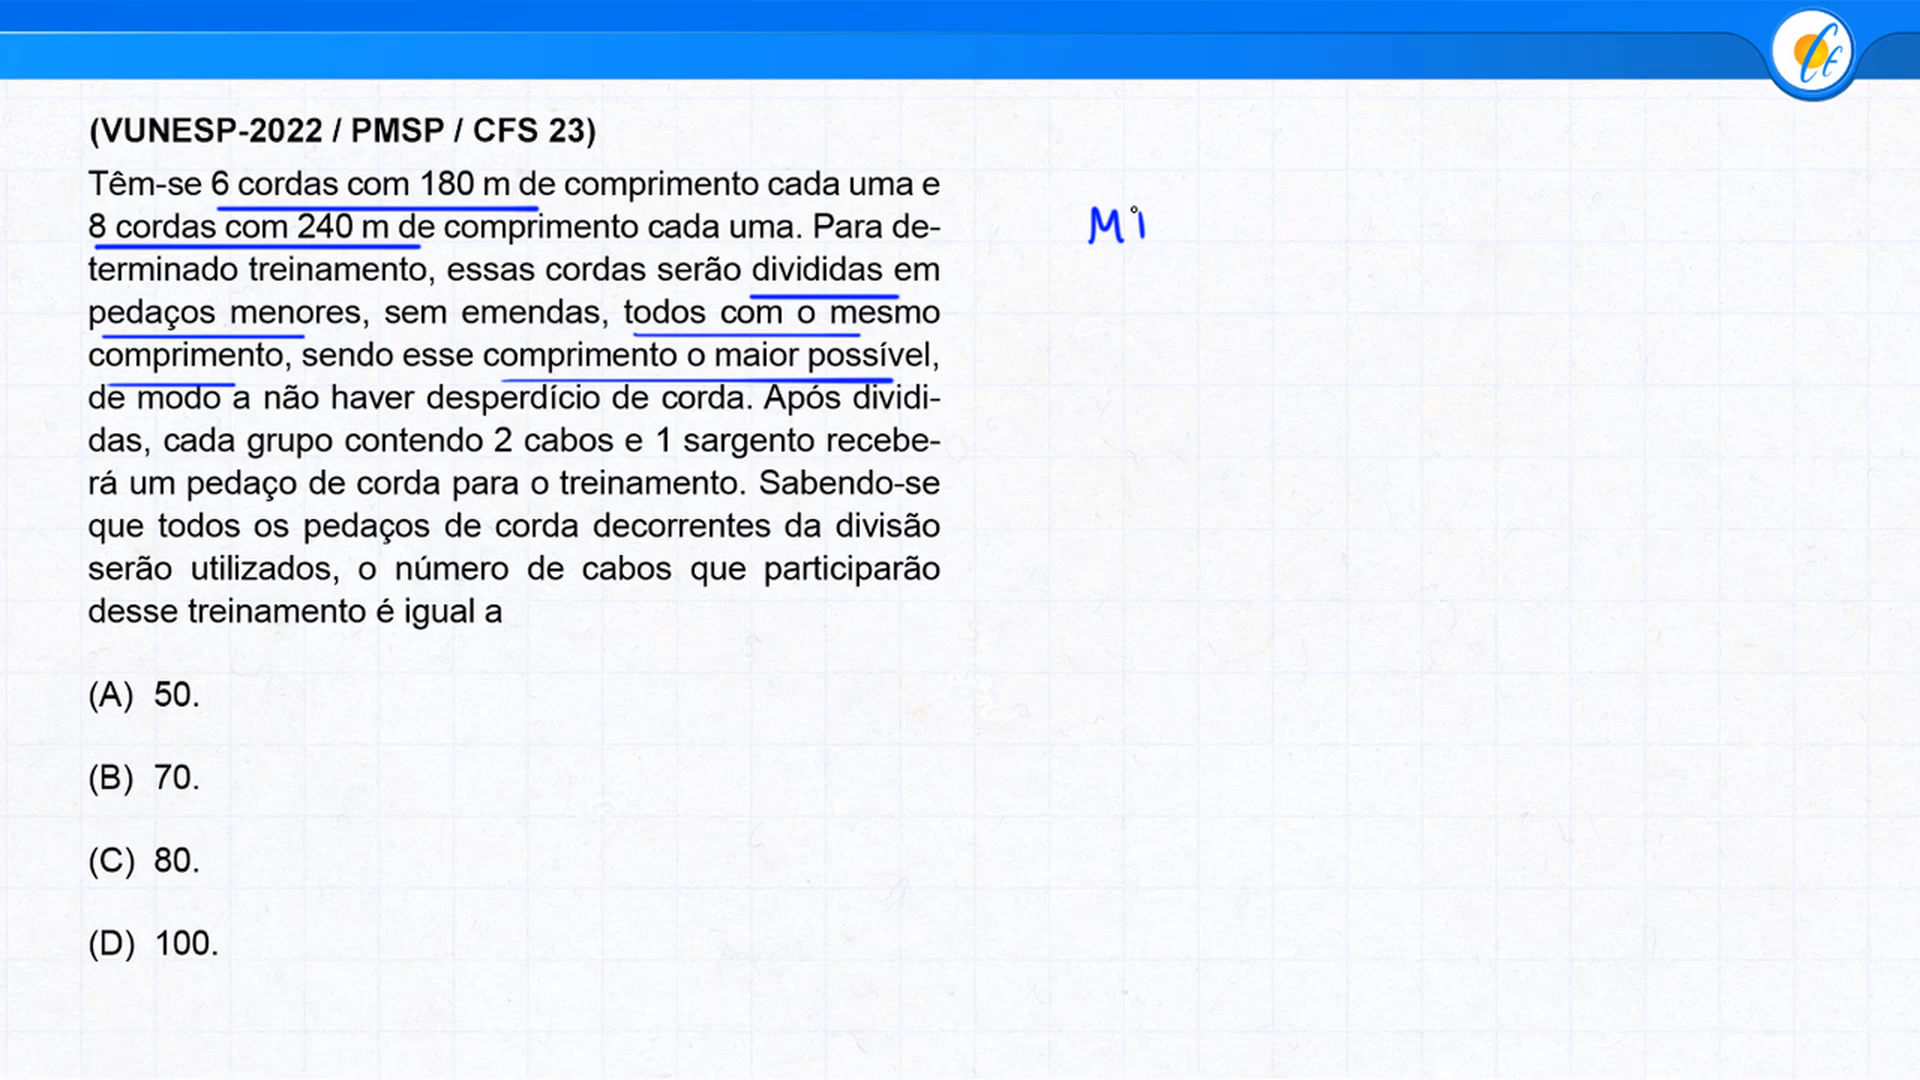 (VUNESP-2022 / PMSP / CFS 23)
Têm-se 6 cordas com 180 m de comprimento cada uma e
8 cordas com 240 m de comprimento cada uma. Para de-
terminado treinamento, essas cordas serão divididas em
pedaços menores, sem emendas, todos com o mesmo
comprimento, sendo esse comprimento o maior possível,
de modo a não haver desperdício de corda. Após dividi-
das, cada grupo contendo 2 cabos e 1 sargento recebe-
rá um pedaço de corda para o treinamento. Sabendo-se
que todos os pedaços de corda decorrentes da divisão
serão utilizados, o número de cabos que participarão
desse treinamento é igual a
(A) 50.
(B) 70.
(C) 80.
(D) 100.